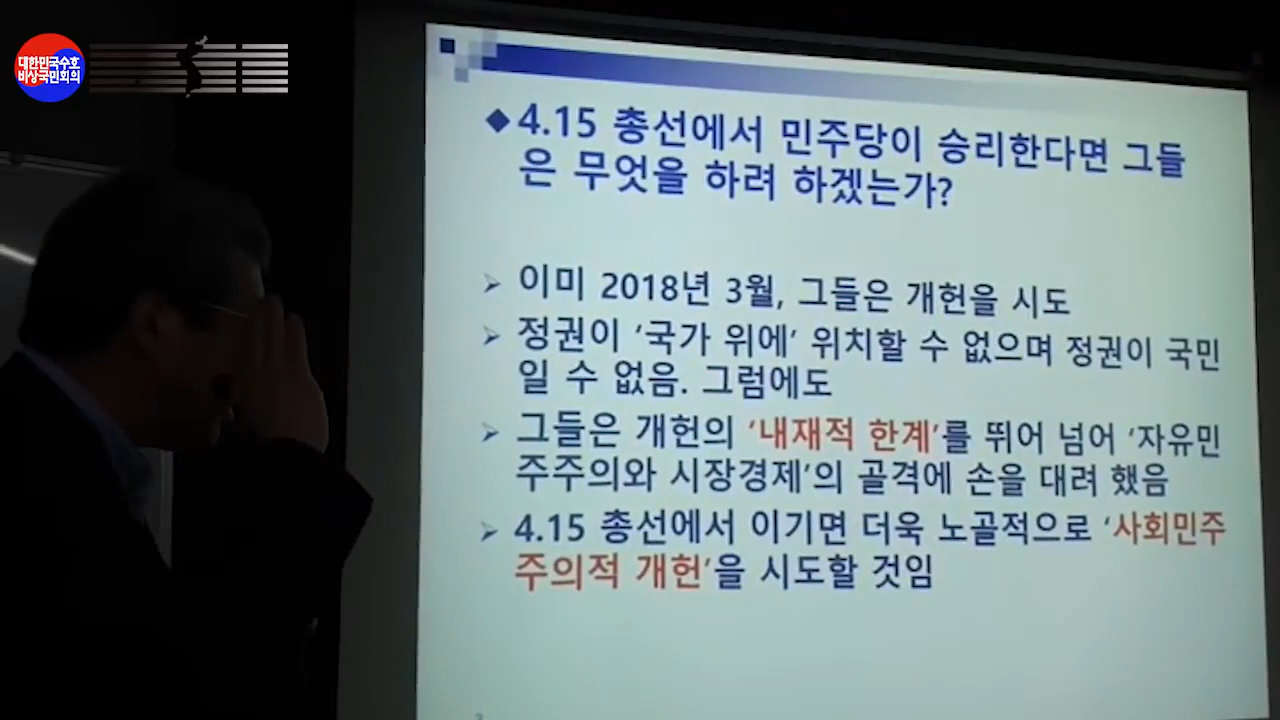 대한민국수호
비상국민회의
◆4.15 총선에서 민주당이 승리한다면 그들
은 무엇을 하려 하겠는가?
➢ 이미 2018년 3월, 그들은 개헌을 시도
➢ 정권이 ‘국가 위에’ 위치할 수 없으며 정권이 국민
일 수 없음. 그럼에도
➢ 그들은 개헌의 ‘내재적 한계’를 뛰어 넘어 ‘자유민
주주의와 시장경제’의 골격에 손을 대려 했음
➢ 4.15 총선에서 이기면 더욱 노골적으로 ‘사회민주
주의적 개헌’을 시도할 것임